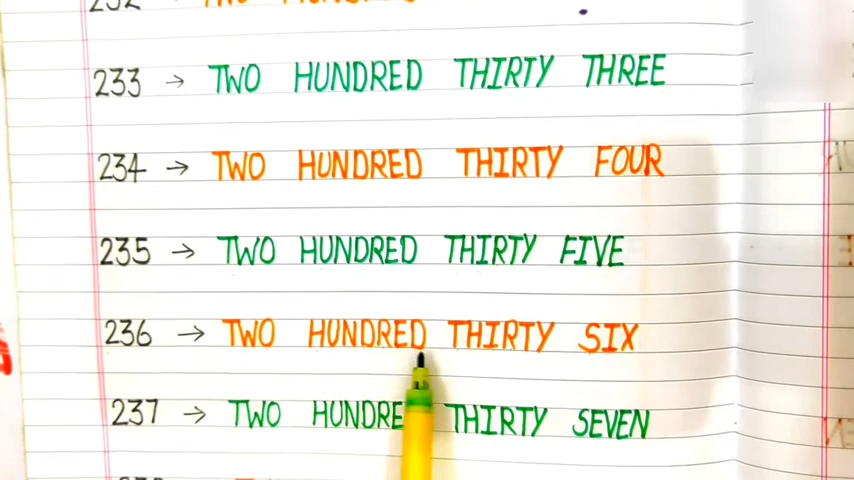 233 → TWO HUNDRED THIRTY THREE
234 → TWO HUNDRED THIRTY FOUR
235 → TWO HUNDRED THIRTY FIVE
236 → TWO HUNDRED THIRTY SIX
237 → TWO HUNDRE THIRTY SEVEN